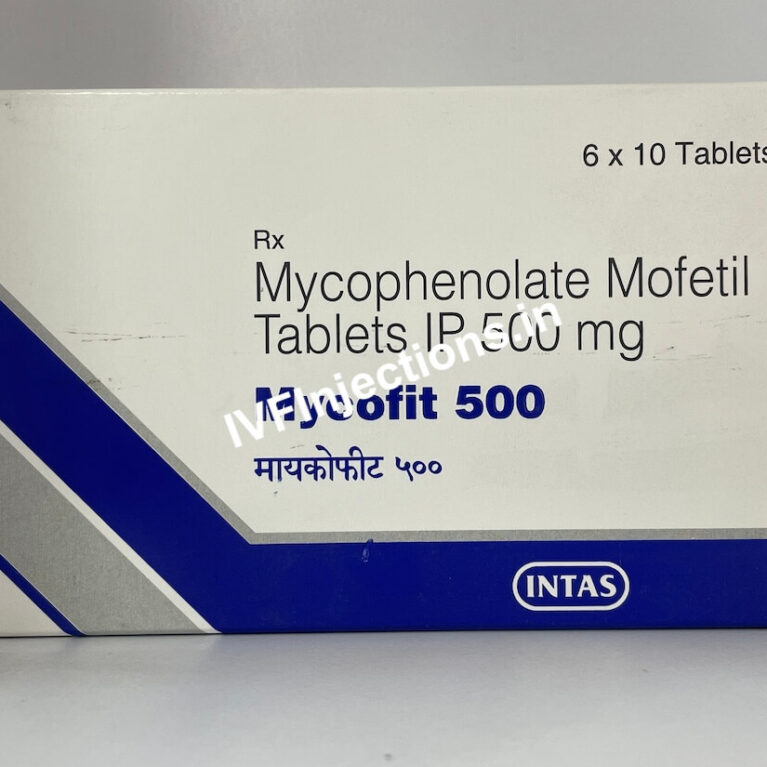 6 x 10 Tablets
Rx
Mycophenolate Mofetil
Tablets IP 500 mg
Mycofit 500
मायकोफीट ५००
IVFInjections.in
INTAS